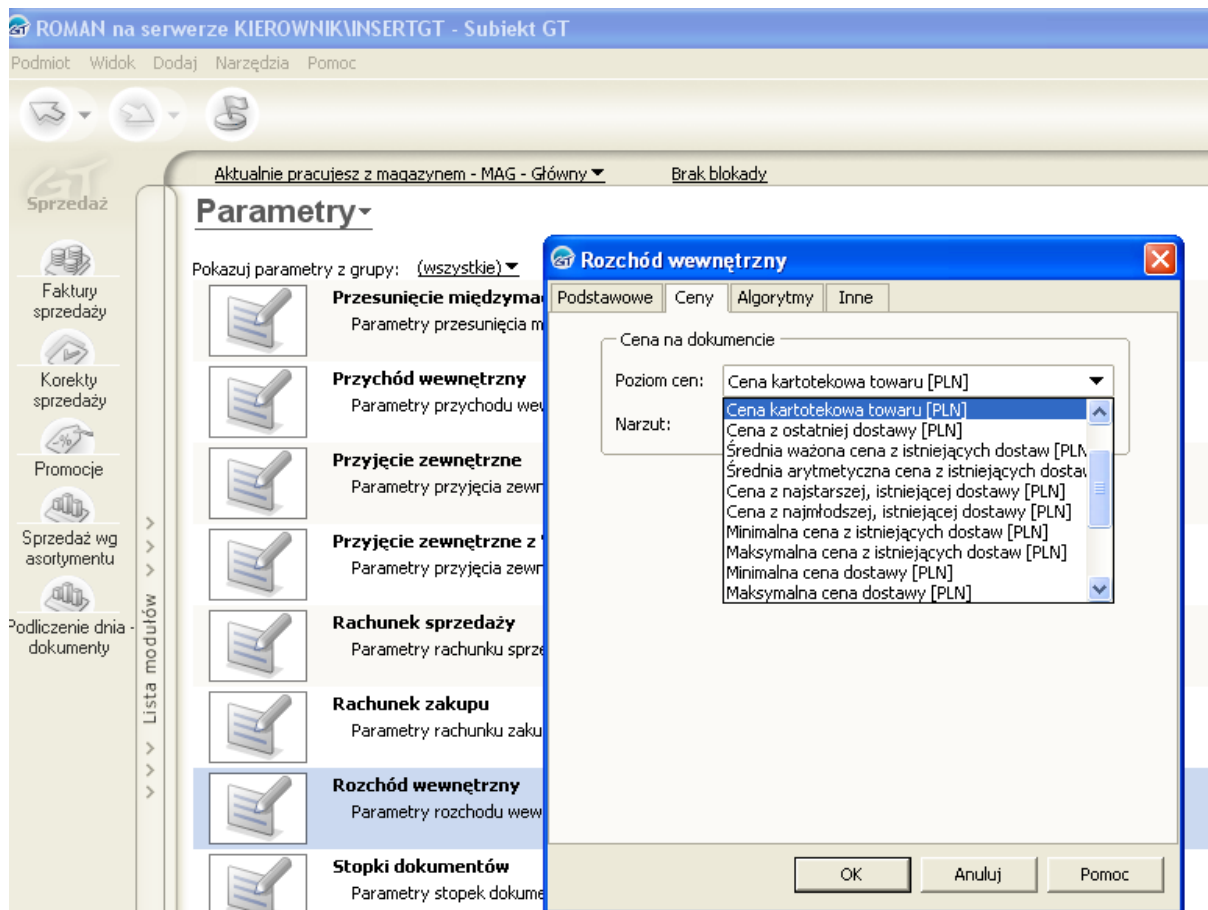 ROMAN na serwerze KIEROWNIK\INSERTGT - Subiekt GT
Podmiot Widok Dodaj Narzędzia Pomoc
Aktualnie pracujesz z magazynem - MAG - Główny Brak blokady
GT
Sprzedaż
Faktury
sprzedaży
Korekty
sprzedaży
Promocje
Sprzedaż wg
asortymentu
Podliczenie dnia -
dokumenty
Lista modułów
Parametry
Pokazuj parametry z grupy: (wszystkie)
Przesunięcie międzyma
Parametry przesunięcia m
Przychód wewnętrzny
Parametry przychodu wew
Przyjęcie zewnętrzne
Parametry przyjęcia zewn
Przyjęcie zewnętrzne z
Parametry przyjęcia zewn
Rachunek sprzedaży
Parametry rachunku sprze
Rachunek zakupu
Parametry rachunku zaku
Rozchód wewnętrzny
Parametry rozchodu wew
Stopki dokumentów
Parametry stopek dokume
Rozchód wewnętrzny
Podstawowe Ceny Algorytmy Inne
Cena na dokumencie
Poziom cen: Cena kartotekowa towaru [PLN]
Narzut:
Cena kartotekowa towaru [PLN]
Cena z ostatniej dostawy [PLN]
Średnia ważona cena z istniejących dostaw [PLN
Średnia arytmetyczna cena z istniejących dostaw
Cena z najstarszej, istniejącej dostawy [PLN]
Cena z najmłodszej, istniejącej dostawy [PLN]
Minimalna cena z istniejących dostaw [PLN]
Maksymalna cena z istniejących dostaw [PLN]
Minimalna cena dostawy [PLN]
Maksymalna cena dostawy [PLN]
OK Anuluj Pomoc